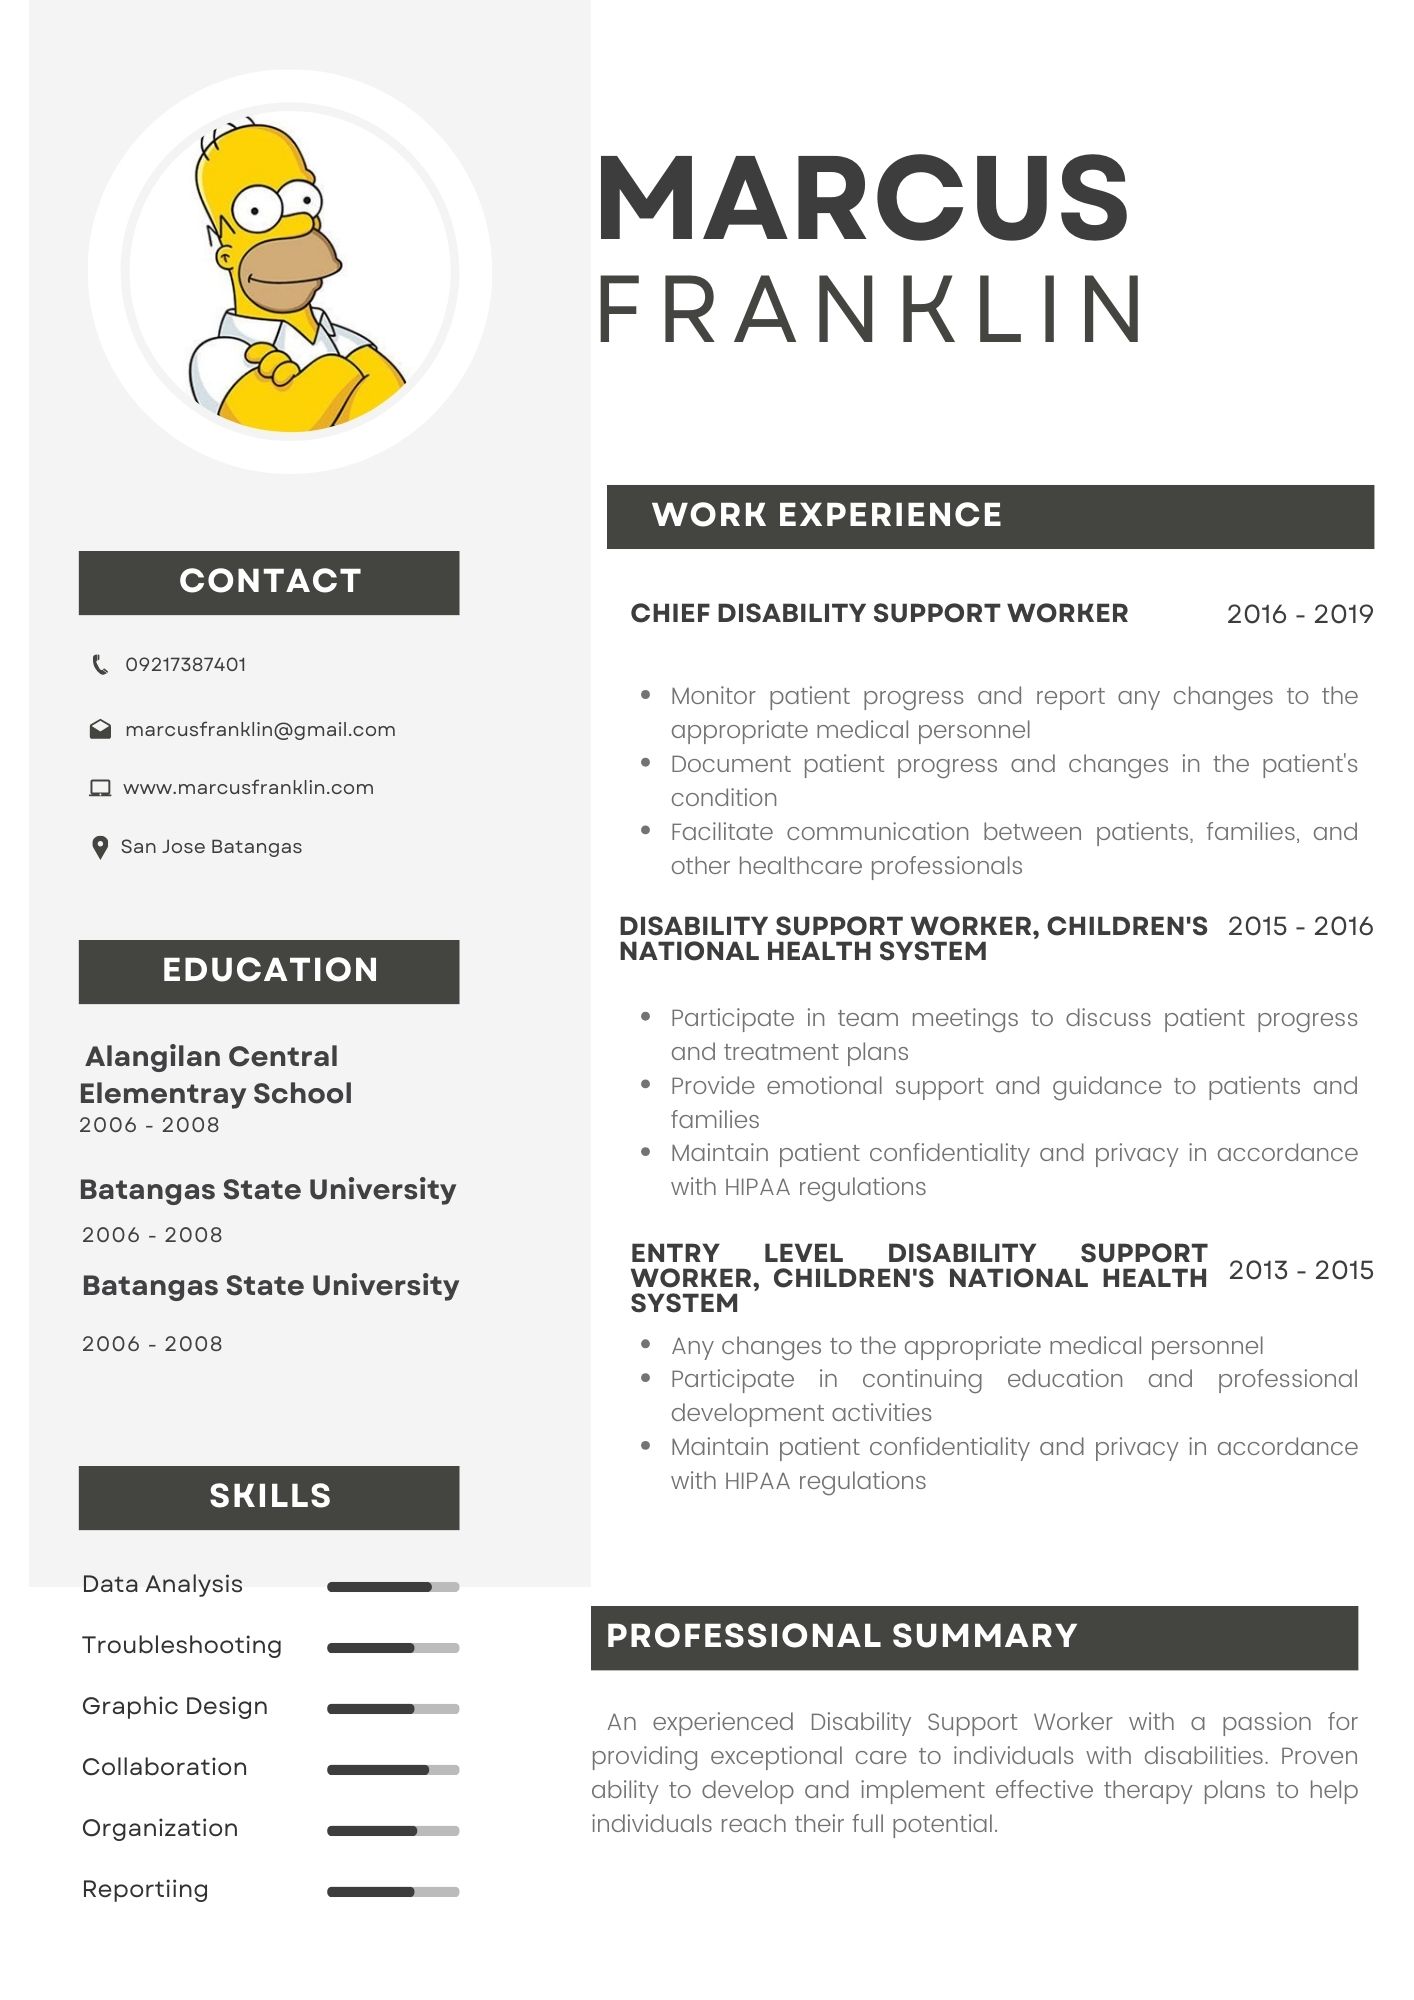 MARCUS
FRANKLIN
CONTACT
09217387401
marcusfranklin@gmail.com
www.marcusfranklin.com
San Jose Batangas
EDUCATION
Alangilan Central
Elementray School
2006 - 2008
Batangas State University
2006 - 2008
Batangas State University
2006 - 2008
SKILLS
Data Analysis
Troubleshooting
Graphic Design
Collaboration
Organization
Reportiing
WORK EXPERIENCE
CHIEF DISABILITY SUPPORT WORKER 2016 - 2019
• Monitor patient progress and report any changes to the
appropriate medical personnel
• Document patient progress and changes in the patient's
condition
• Facilitate communication between patients, families, and
other healthcare professionals
DISABILITY SUPPORT WORKER, CHILDREN'S 2015 - 2016
NATIONAL HEALTH SYSTEM
• Participate in team meetings to discuss patient progress
and treatment plans
• Provide emotional support and guidance to patients and
families
• Maintain patient confidentiality and privacy in accordance
with HIPAA regulations
ENTRY LEVEL DISABILITY SUPPORT
WORKER, CHILDREN'S NATIONAL HEALTH 2013 - 2015
SYSTEM
• Any changes to the appropriate medical personnel
• Participate in continuing education and professional
development activities
• Maintain patient confidentiality and privacy in accordance
with HIPAA regulations
PROFESSIONAL SUMMARY
An experienced Disability Support Worker with a passion for
providing exceptional care to individuals with disabilities. Proven
ability to develop and implement effective therapy plans to help
individuals reach their full potential.